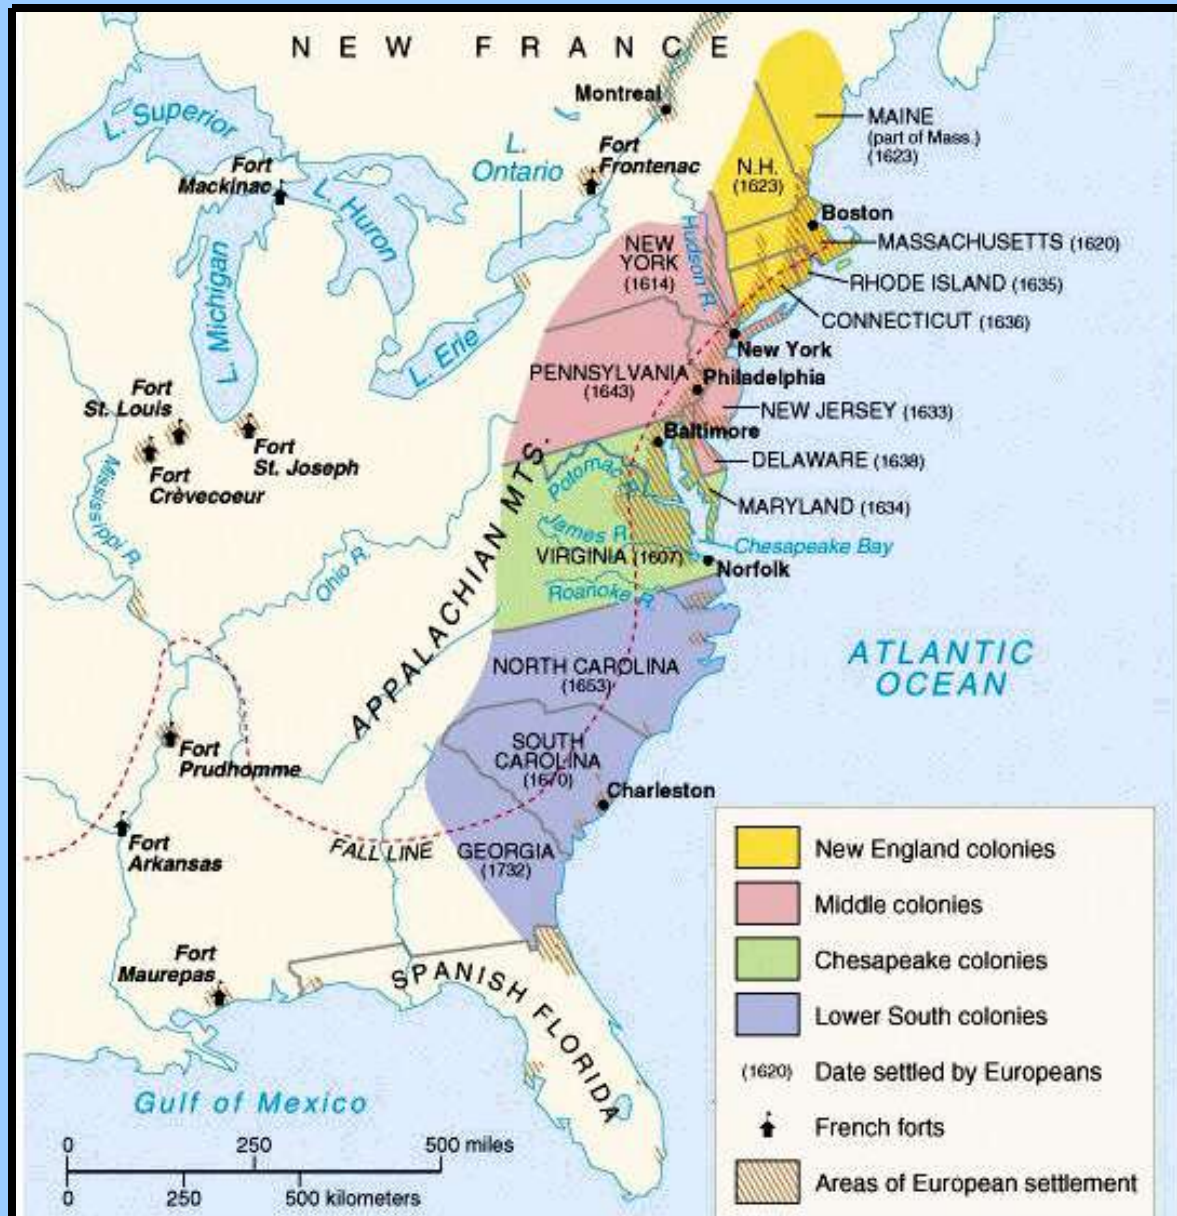 NEW FRANCE
L. Superior
Montreal
MAINE
(part of Mass.)
(1623)
Fort
Frontenac
L.
Ontario
Fort
Mackinac
L. Huron
N.H.
(1623)
Boston
MASSACHUSETTS (1620)
Hudson R.
NEW
YORK
(1614)
RHODE ISLAND (1635)
L. Michigan
CONNECTICUT (1636)
L. Erie
New York
PENNSYLVANIA
(1643)
Philadelphia
Fort
St. Louis
NEW JERSEY (1633)
Baltimore
Fort
St. Joseph
DELAWARE (1638)
Fort
Crèvecoeur
Potomac R.
MARYLAND (1634)
Mississippi R.
James R.
Chesapeake Bay
VIRGINIA (1607)
Norfolk
Ohio R.
Roanoke R.
APPALACHIAN MTS.
ATLANTIC
OCEAN
NORTH CAROLINA
(1653)
Fort
Prudhomme
SOUTH
CAROLINA
(1670)
Charleston
Fort
Arkansas
FALL LINE
GEORGIA
(1732)
Fort
Maurepas
SPANISH FLORIDA
Gulf of Mexico
0 250 500 miles
0 250 500 kilometers
New England colonies
Middle colonies
Chesapeake colonies
Lower South colonies
(1620) Date settled by Europeans
French forts
Areas of European settlement